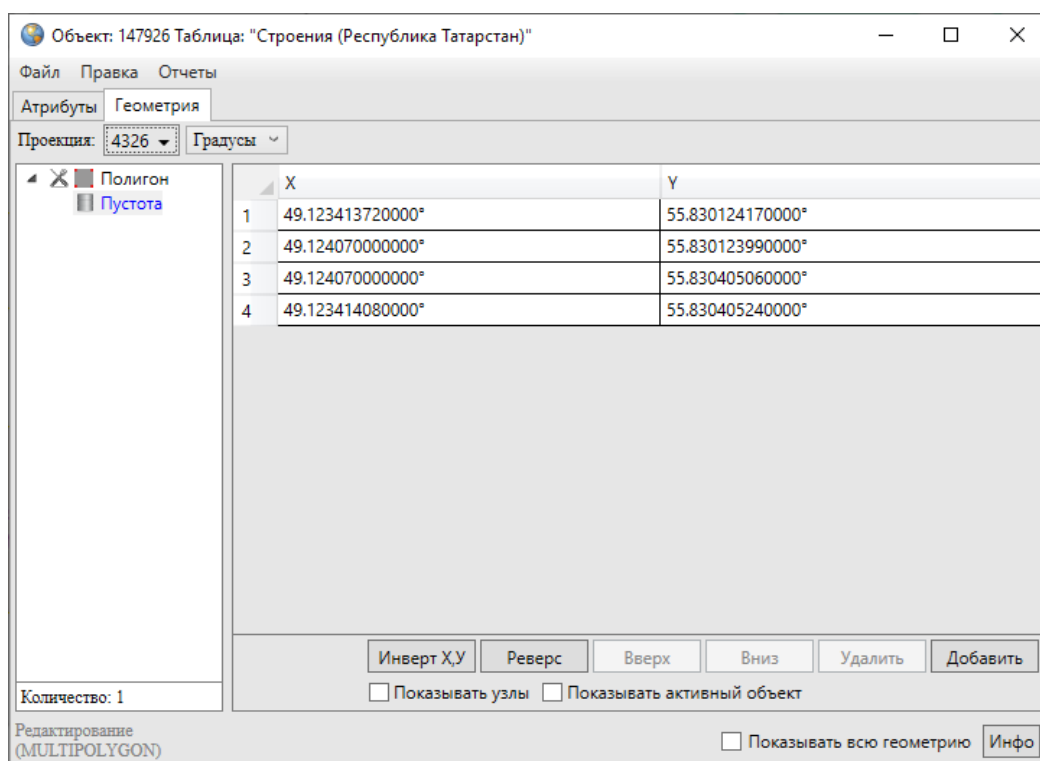 Объект: 147926 Таблица: "Строения (Республика Татарстан)"
Файл Правка Отчеты
Атрибуты Геометрия
Проекция: 4326 Градусы
Полигон
Пустота
X Y
1 49.123413720000° 55.830124170000°
2 49.124070000000° 55.830123990000°
3 49.124070000000° 55.830405060000°
4 49.123414080000° 55.830405240000°
Инверт X,У Реверс Вверх Вниз Удалить Добавить
Количество: 1
Показывать узлы Показывать активный объект
Редактирование
(MULTIPOLYGON)
Показывать всю геометрию Инфо